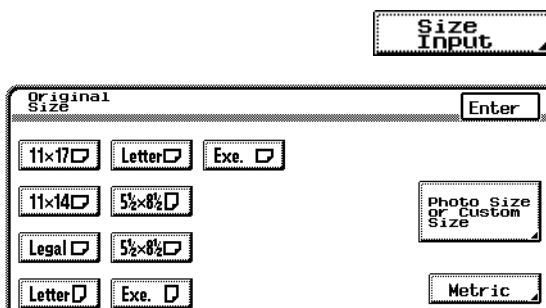 Size
Input
Original
Size
Enter
11×17
Letter
Exe.
11×14
5½×8½
Photo Size
or Custom
Size
Legal
5½×8½
Letter
Exe.
Metric